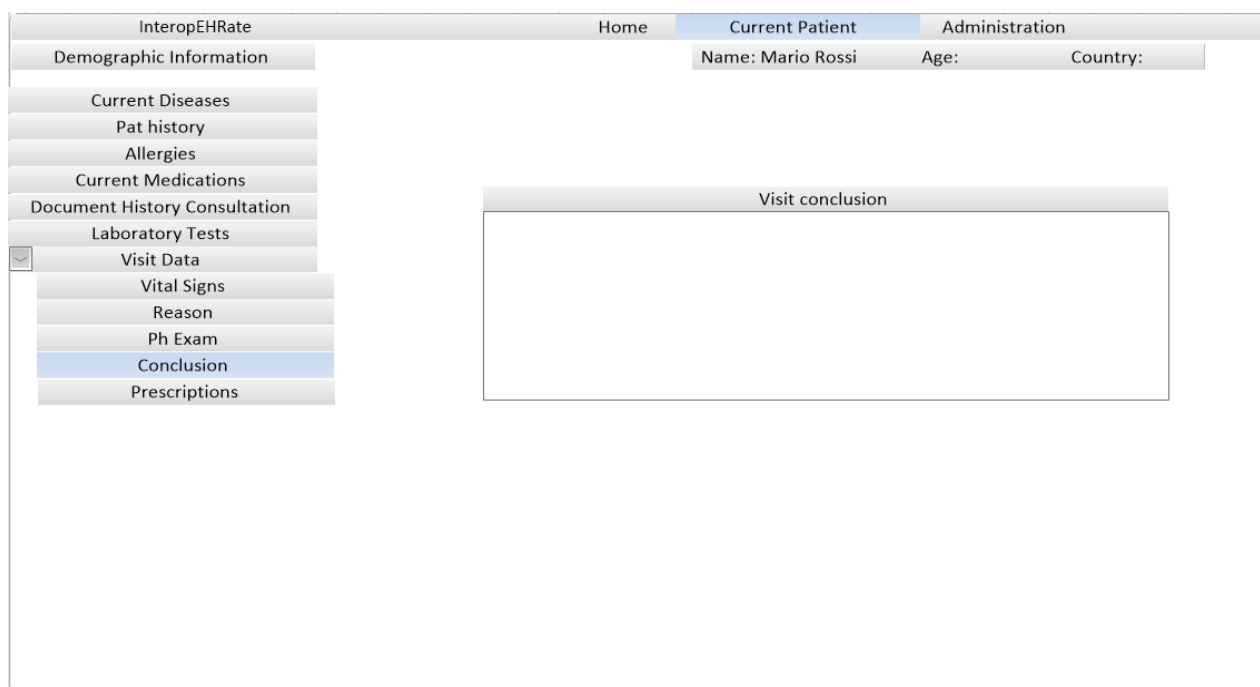 InteropEHRate Home Current Patient Administration
Demographic Information Name: Mario Rossi Age: Country:
Current Diseases
Pat history
Allergies
Current Medications
Document History Consultation
Laboratory Tests
Visit Data
Vital Signs
Reason
Ph Exam
Conclusion
Prescriptions
Visit conclusion